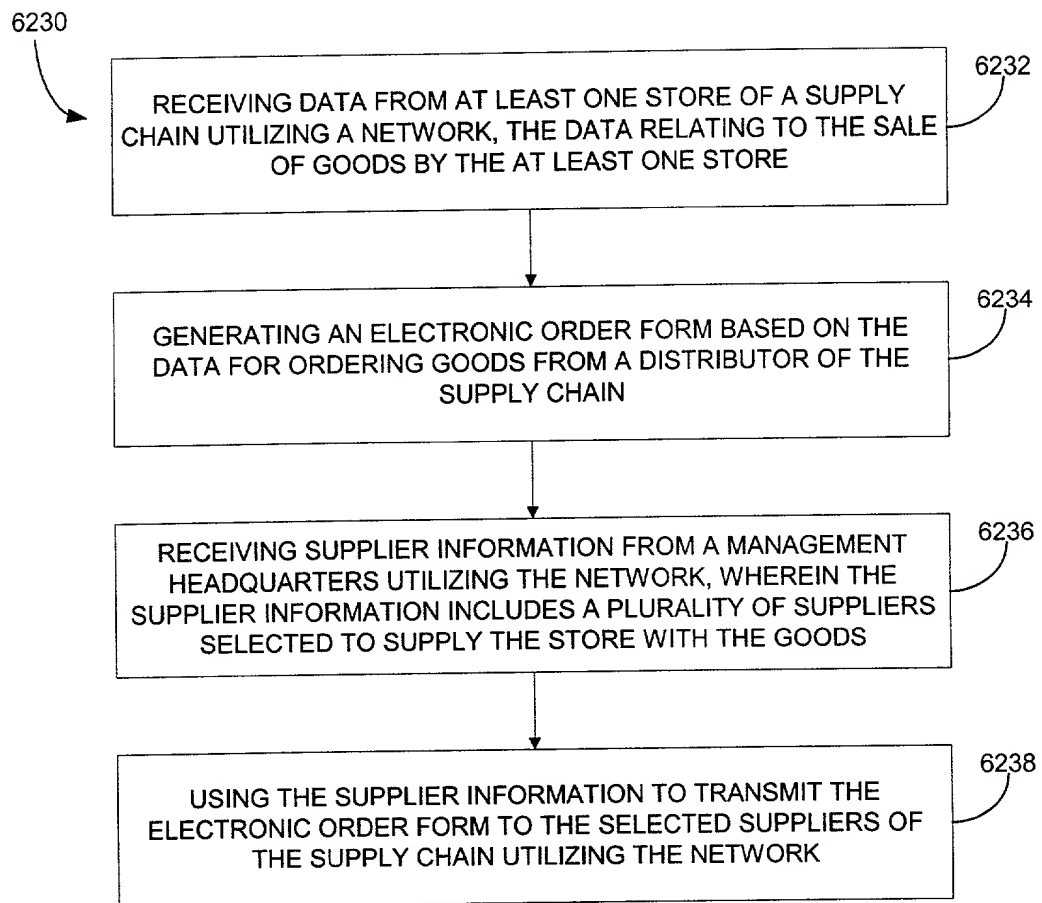 6230
6232
RECEIVING DATA FROM AT LEAST ONE STORE OF A SUPPLY
CHAIN UTILIZING A NETWORK, THE DATA RELATING TO THE SALE
OF GOODS BY THE AT LEAST ONE STORE
6234
GENERATING AN ELECTRONIC ORDER FORM BASED ON THE
DATA FOR ORDERING GOODS FROM A DISTRIBUTOR OF THE
SUPPLY CHAIN
6236
RECEIVING SUPPLIER INFORMATION FROM A MANAGEMENT
HEADQUARTERS UTILIZING THE NETWORK, WHEREIN THE
SUPPLIER INFORMATION INCLUDES A PLURALITY OF SUPPLIERS
SELECTED TO SUPPLY THE STORE WITH THE GOODS
6238
USING THE SUPPLIER INFORMATION TO TRANSMIT THE
ELECTRONIC ORDER FORM TO THE SELECTED SUPPLIERS OF
THE SUPPLY CHAIN UTILIZING THE NETWORK